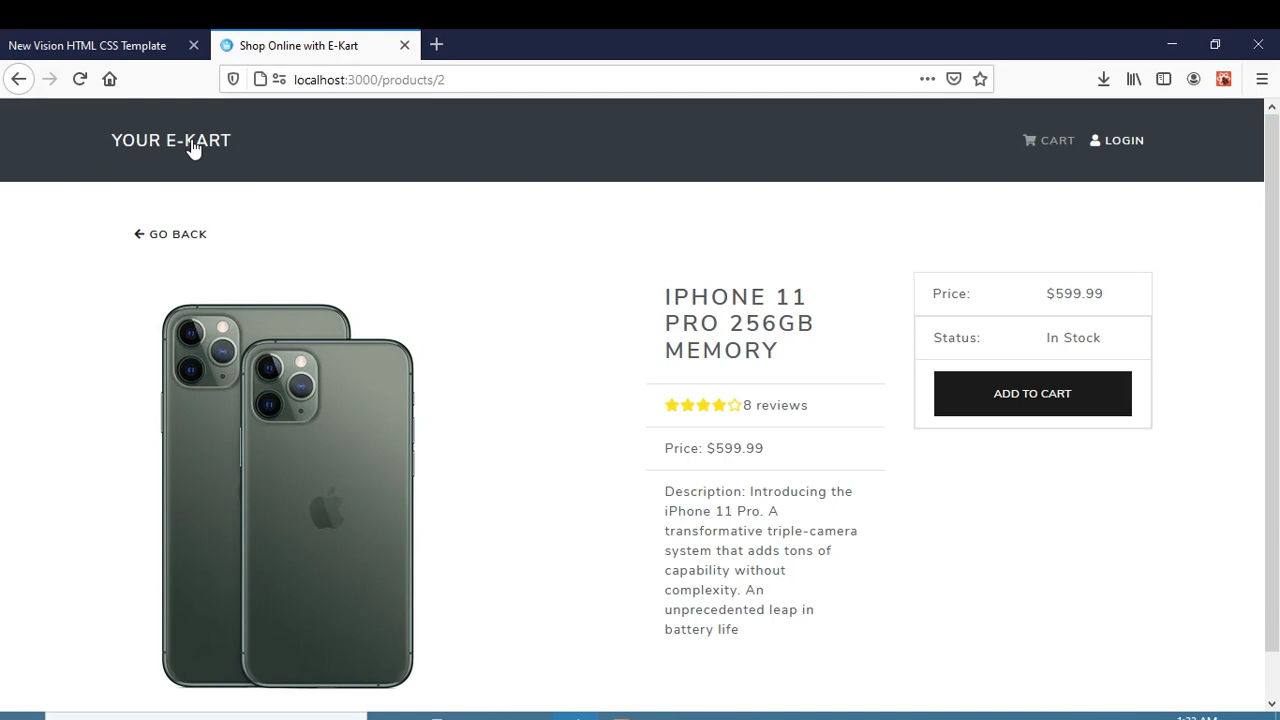 New Vision HTML CSS Template
Shop Online with E-Kart
localhost:3000/products/2
YOUR E-KART
CART
LOGIN
GO BACK
IPHONE 11
PRO 256GB
MEMORY
8 reviews
Price: $599.99
Description: Introducing the
iPhone 11 Pro. A
transformative triple-camera
system that adds tons of
capability without
complexity. An
unprecedented leap in
battery life
Price: $599.99
Status: In Stock
ADD TO CART